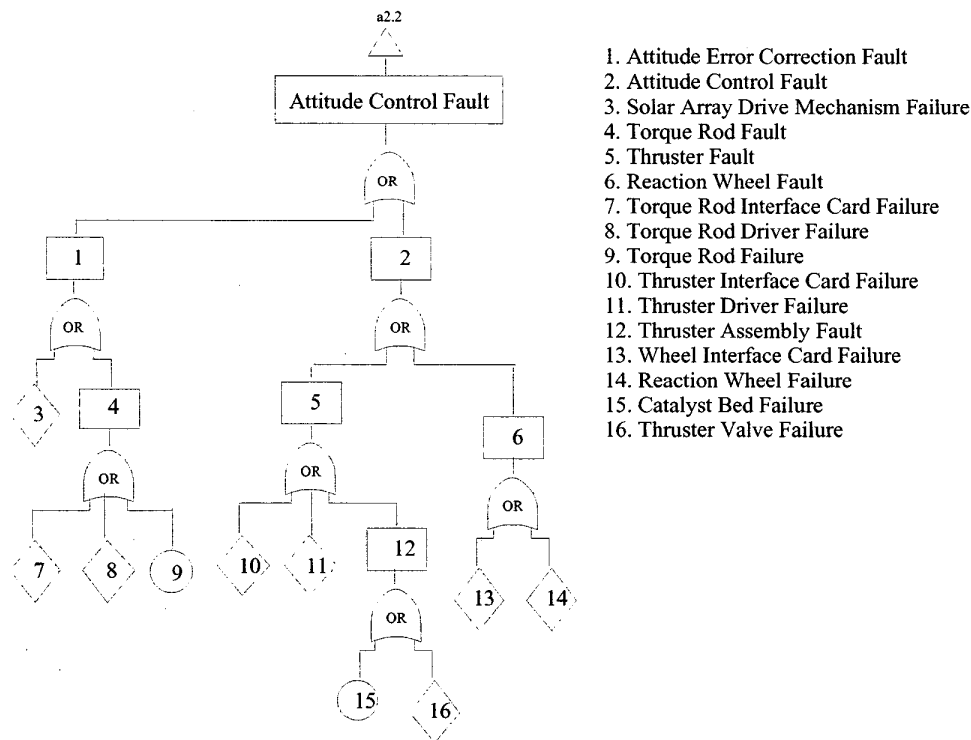 a2.2
Attitude Control Fault
OR
1
2
OR
OR
3
4
5
6
OR
OR
OR
7
8
9
10
11
12
13
14
OR
15
16
1. Attitude Error Correction Fault
2. Attitude Control Fault
3. Solar Array Drive Mechanism Failure
4. Torque Rod Fault
5. Thruster Fault
6. Reaction Wheel Fault
7. Torque Rod Interface Card Failure
8. Torque Rod Driver Failure
9. Torque Rod Failure
10. Thruster Interface Card Failure
11. Thruster Driver Failure
12. Thruster Assembly Fault
13. Wheel Interface Card Failure
14. Reaction Wheel Failure
15. Catalyst Bed Failure
16. Thruster Valve Failure